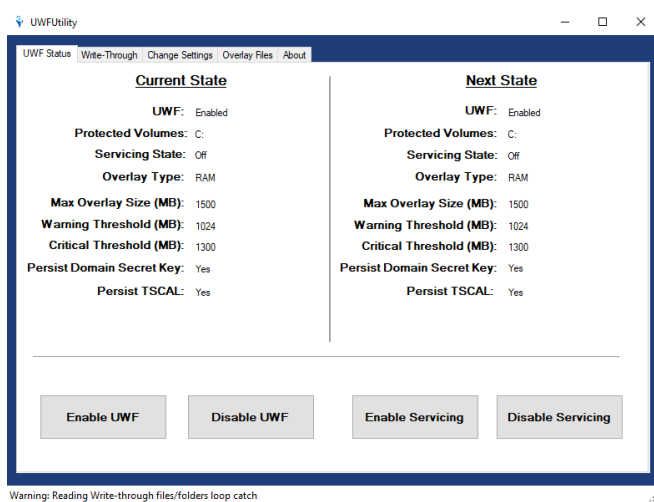 UWFUtility
UWF Status Write-Through Change Settings Overlay Files About
Current State
UWF: Enabled
Protected Volumes: C:
Servicing State: Off
Overlay Type: RAM
Max Overlay Size (MB): 1500
Warning Threshold (MB): 1024
Critical Threshold (MB): 1300
Persist Domain Secret Key: Yes
Persist TSCAL: Yes
Next State
UWF: Enabled
Protected Volumes: C:
Servicing State: Off
Overlay Type: RAM
Max Overlay Size (MB): 1500
Warning Threshold (MB): 1024
Critical Threshold (MB): 1300
Persist Domain Secret Key: Yes
Persist TSCAL: Yes
Enable UWF Disable UWF Enable Servicing Disable Servicing
Warning: Reading Write-through files/folders loop catch